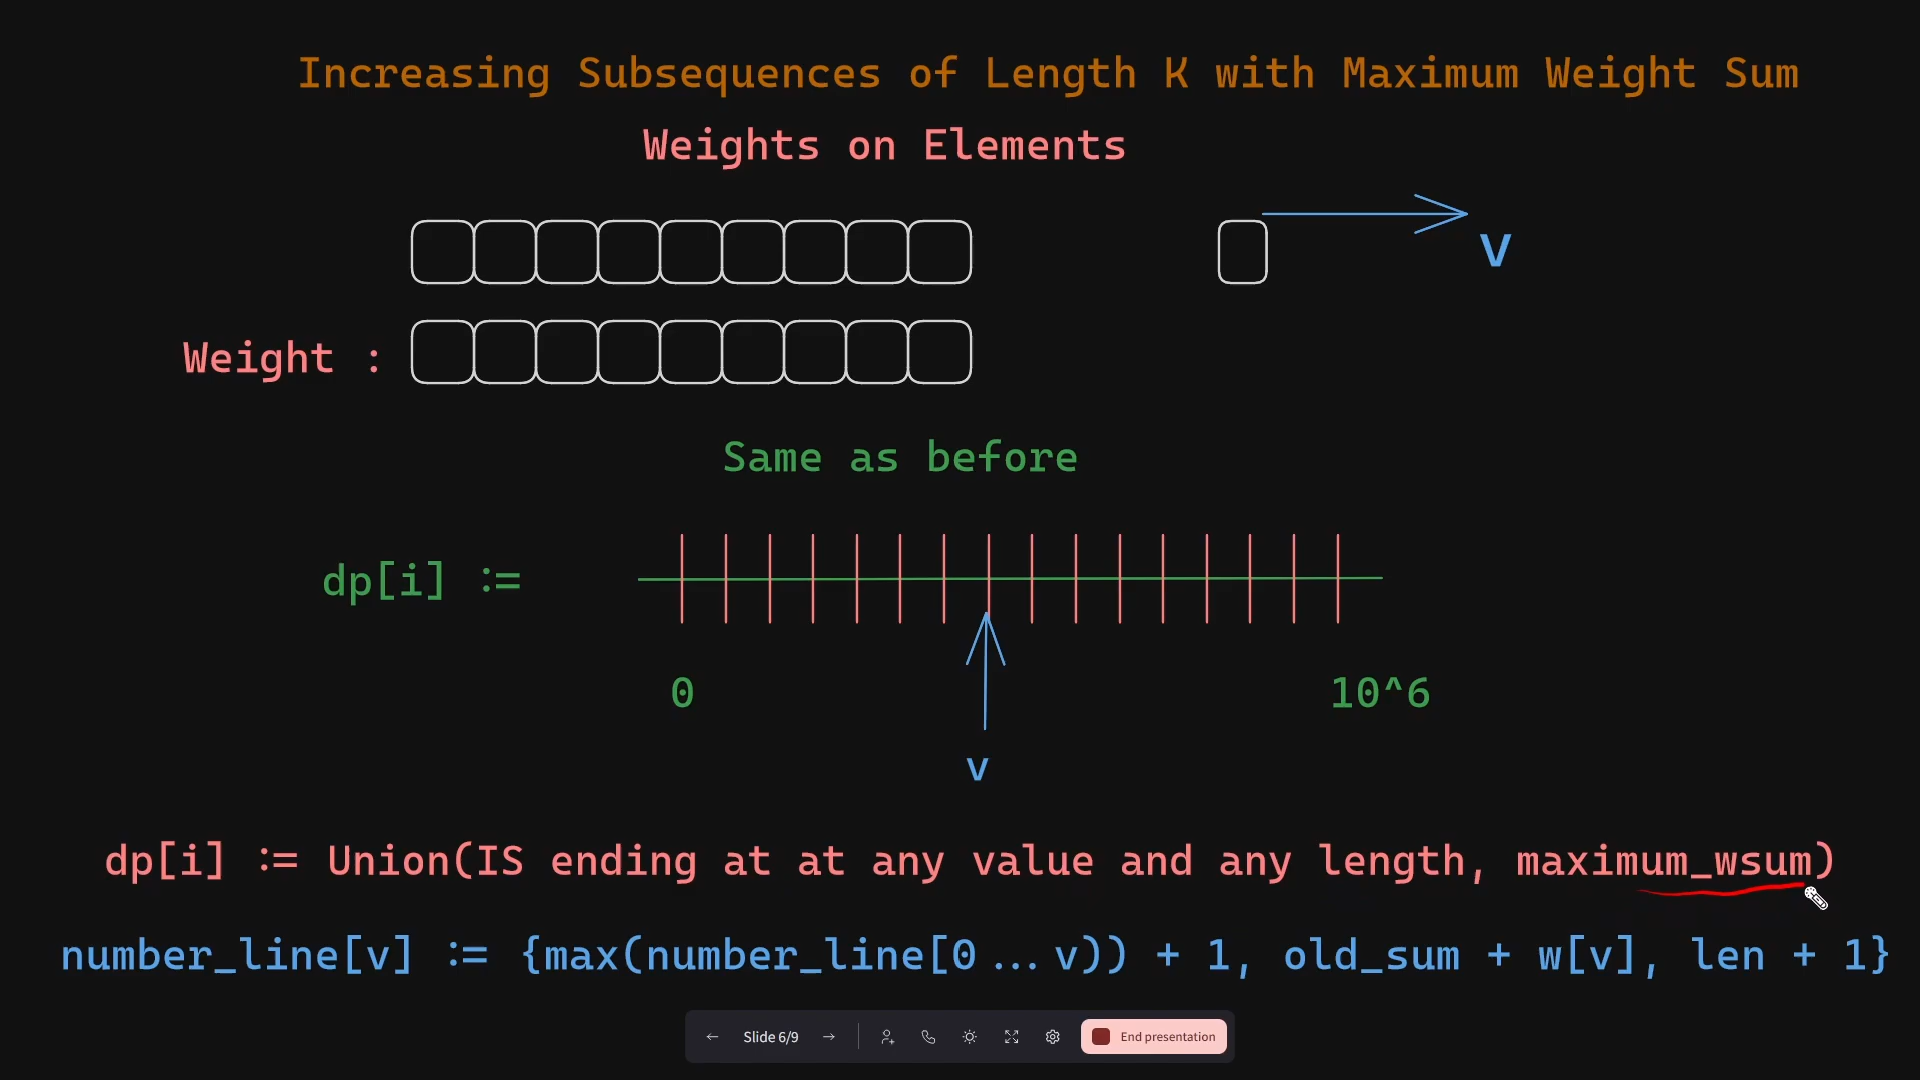 Increasing Subsequences of Length K with Maximum Weight Sum
Weights on Elements
V
Weight :
Same as before
dp[i] :=
0
10^6
v
dp[i] := Union(IS ending at at any value and any length, maximum_wsum)
number_line[v] := {max(number_line[0...v)) + 1, old_sum + w[v], len + 1}
Slide 6/9
End presentation